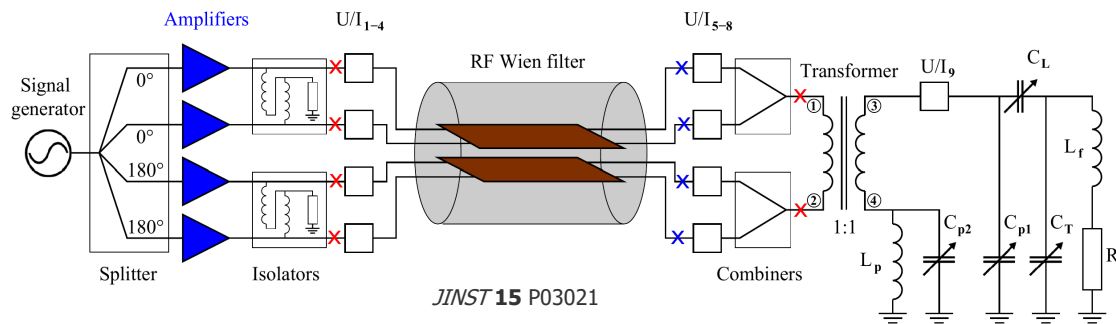 Amplifiers
U/I1–4
U/I5–8
RF Wien filter
Transformer
U/I9
CL
Signal
generator
0°
0°
180°
180°
①
②
③
④
1:1
Lf
Lp
Cp2
Cp1
CT
R
Splitter
Isolators
Combiners
JINST 15 P03021